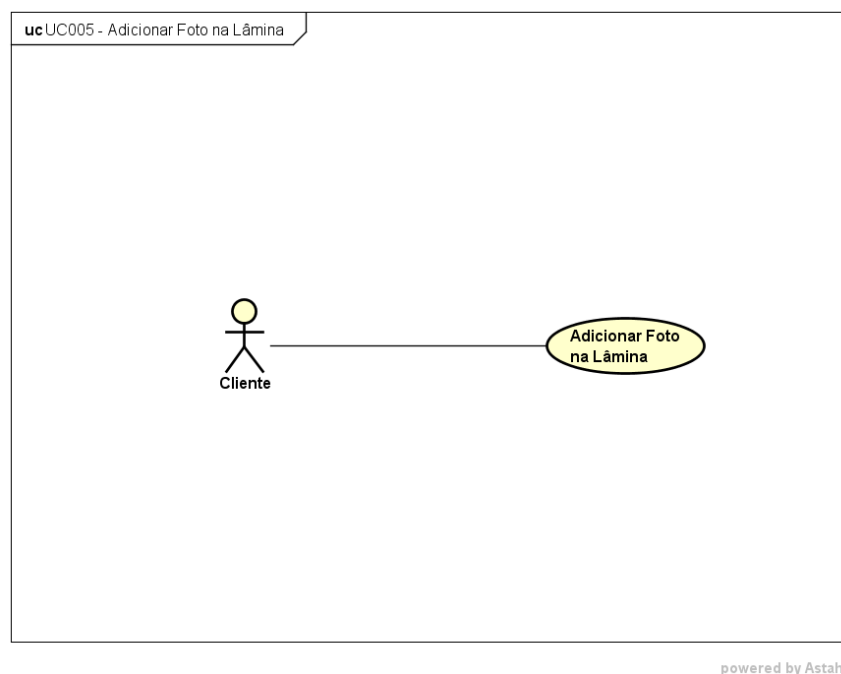 uc UC005 - Adicionar Foto na Lâmina
Adicionar Foto
na Lâmina
Cliente
powered by Astah